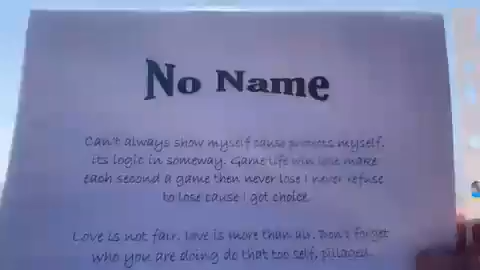 No Name
Can't always show myself cause protects myself.
its logic in someway. Game life win lose make
each second a game then never lose I never refuse
to lose cause I got choice.
Love is not fair. Love is more than air. Don't forget
who you are doing do that too self, pillaged.